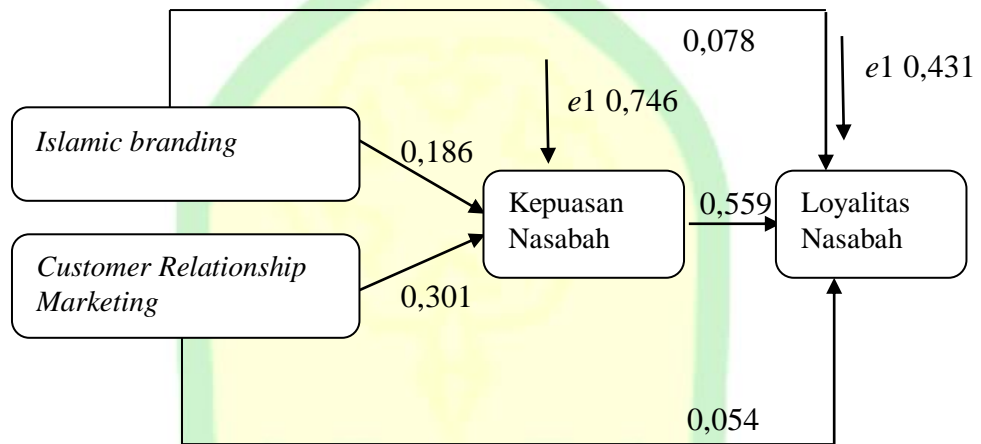 0,078
e1 0,431
e1 0,746
Islamic branding
0,186
Kepuasan
Nasabah
0,559
Loyalitas
Nasabah
Customer Relationship
Marketing
0,301
0,054